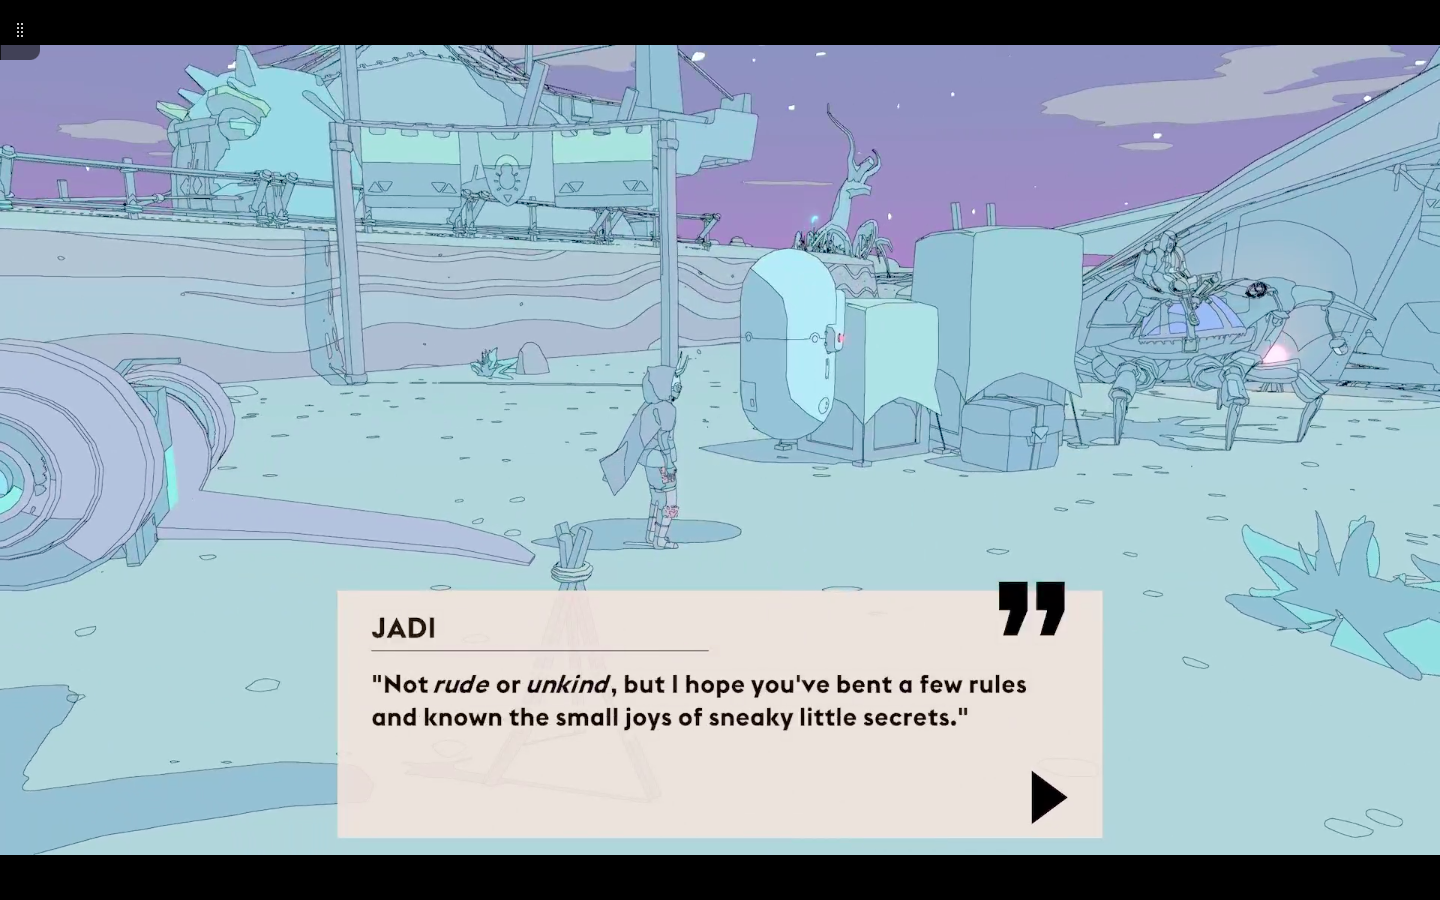 JADI
"Not rude or unkind, but I hope you've bent a few rules
and known the small joys of sneaky little secrets."